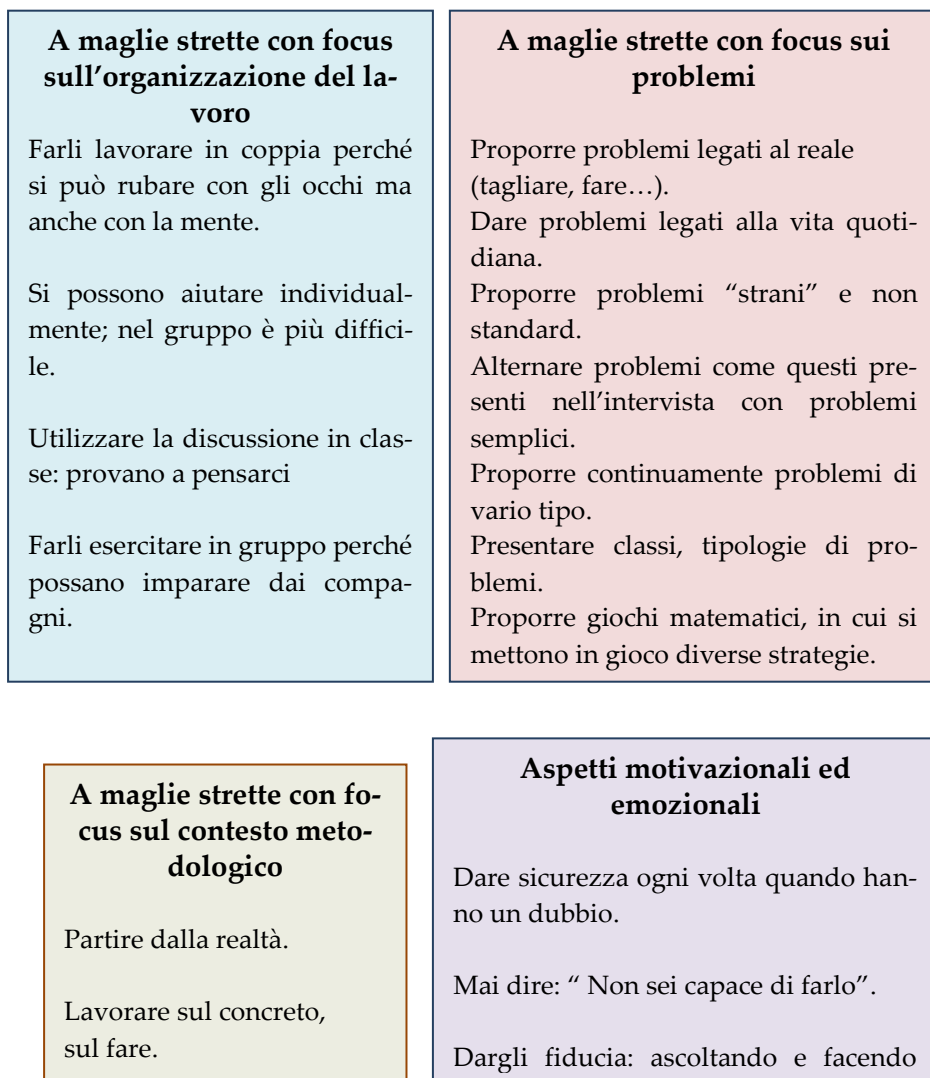 A maglie strette con focus
sull’organizzazione del la-
voro
Farli lavorare in coppia perché
si può rubare con gli occhi ma
anche con la mente.
Si possono aiutare individual-
mente; nel gruppo è più diffici-
le.
Utilizzare la discussione in clas-
se: provano a pensarci
Farli esercitare in gruppo perché
possano imparare dai compa-
gni.
A maglie strette con focus sui
problemi
Proporre problemi legati al reale
(tagliare, fare…).
Dare problemi legati alla vita quoti-
diana.
Proporre problemi “strani” e non
standard.
Alternare problemi come questi pre-
senti nell’intervista con problemi
semplici.
Proporre continuamente problemi di
vario tipo.
Presentare classi, tipologie di pro-
blemi.
Proporre giochi matematici, in cui si
mettono in gioco diverse strategie.
A maglie strette con fo-
cus sul contesto meto-
dologico
Partire dalla realtà.
Lavorare sul concreto,
sul fare.
Aspetti motivazionali ed
emozionali
Dare sicurezza ogni volta quando han-
no un dubbio.
Mai dire: “ Non sei capace di farlo”.
Dargli fiducia: ascoltando e facendo